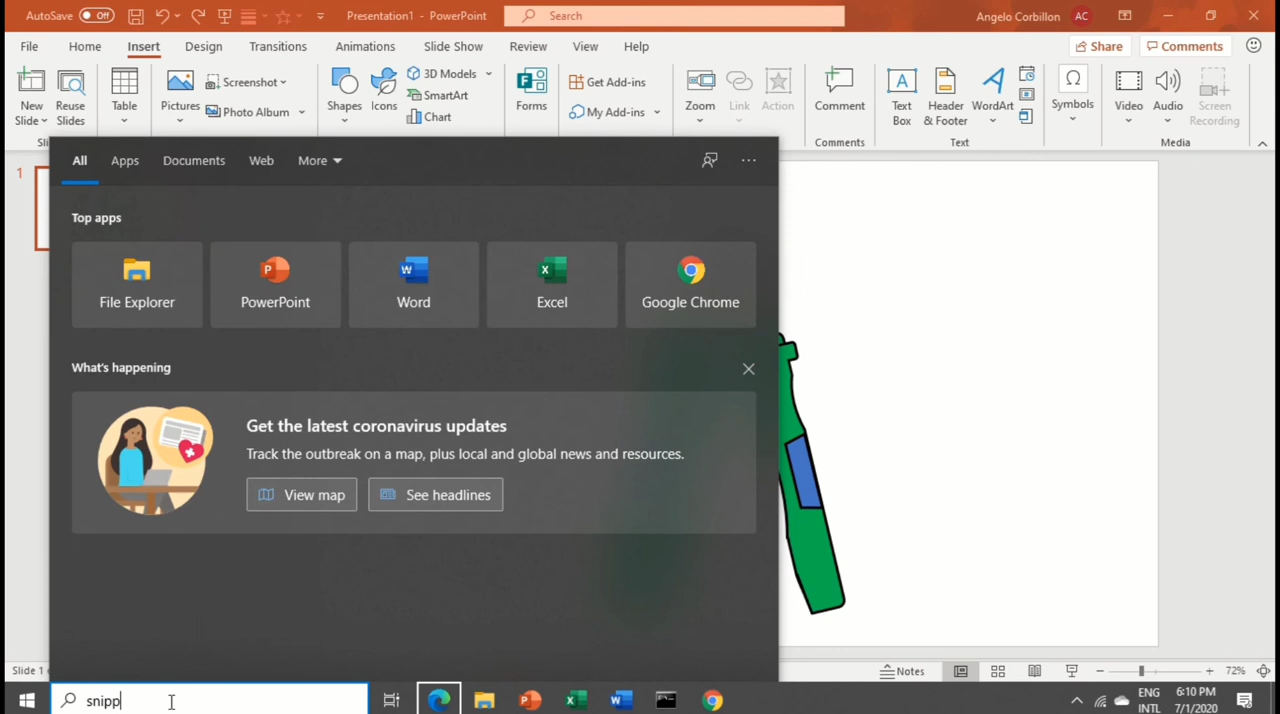 AutoSave Off Presentation1 - PowerPoint Search Angelo Corbillon AC
File Home Insert Design Transitions Animations Slide Show Review View Help Share Comments
New Slide Reuse Slides Table Pictures Screenshot Photo Album Shapes Icons 3D Models SmartArt Chart Forms Get Add-ins My Add-ins Zoom Link Action Comment Text Box Header & Footer WordArt Symbols Video Audio Screen Recording
Comments Text Media
1
All Apps Documents Web More
Top apps
File Explorer PowerPoint Word Excel Google Chrome
What's happening
Get the latest coronavirus updates
Track the outbreak on a map, plus local and global news and resources.
View map See headlines
Slide 1 Notes 72%
snipp
ENG 6:10 PM
INTL 7/1/2020